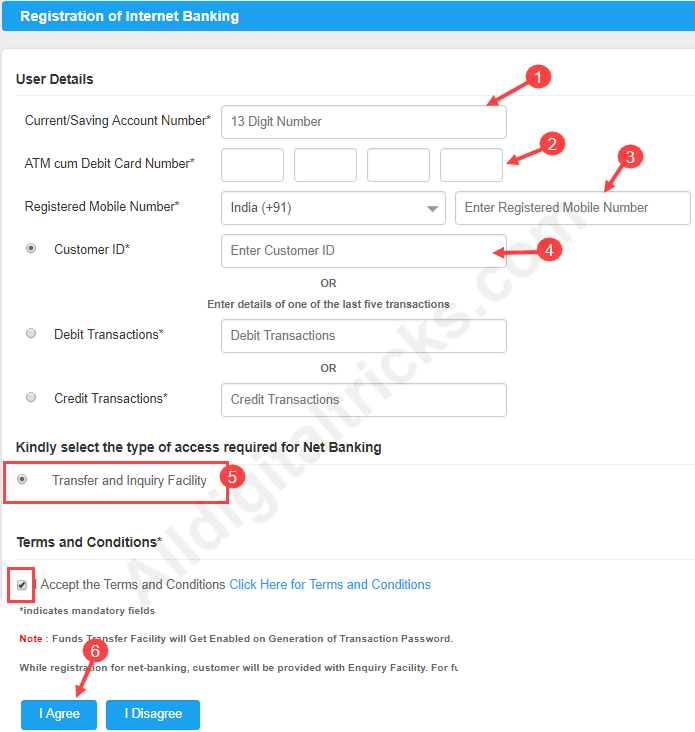 Registration of Internet Banking
User Details
1
Current/Saving Account Number* 13 Digit Number
2
ATM cum Debit Card Number*
3
Registered Mobile Number* India (+91) Enter Registered Mobile Number
Customer ID* Enter Customer ID 4
OR
Enter details of one of the last five transactions
Debit Transactions* Debit Transactions
OR
Credit Transactions* Credit Transactions
Kindly select the type of access required for Net Banking
Transfer and Inquiry Facility 5
Terms and Conditions*
I Accept the Terms and Conditions Click Here for Terms and Conditions
*indicates mandatory fields
Note : Funds Transfer Facility will Get Enabled on Generation of Transaction Password.
6
While registration for net-banking, customer will be provided with Enquiry Facility. For
I Agree I Disagree
Alldigitaltricks.com